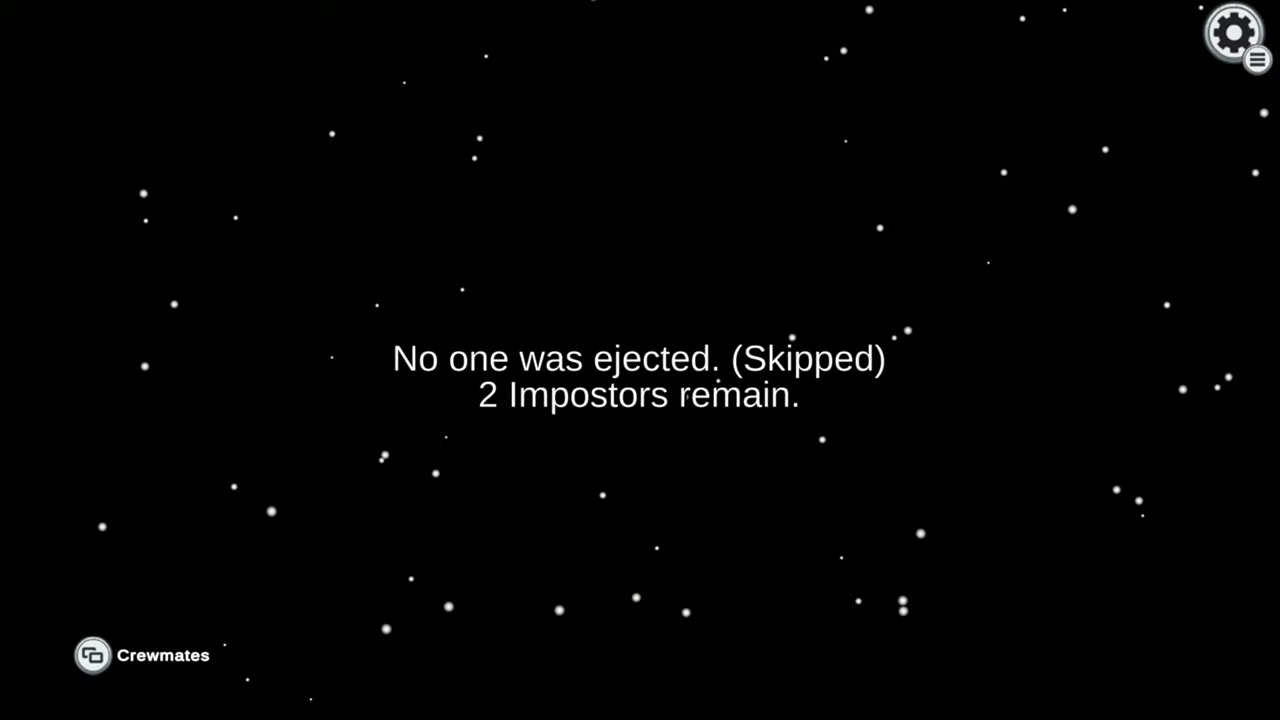 No one was ejected. (Skipped)
2 Impostors remain.
Crewmates